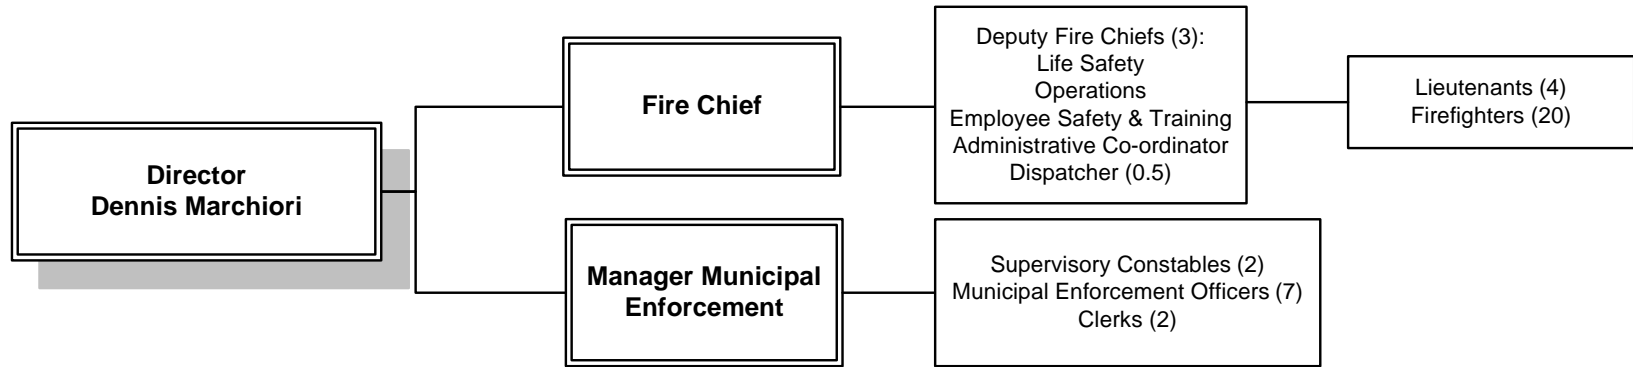 Director
Dennis Marchiori
Fire Chief
Deputy Fire Chiefs (3):
Life Safety
Operations
Employee Safety & Training
Administrative Co-ordinator
Dispatcher (0.5)
Lieutenants (4)
Firefighters (20)
Manager Municipal
Enforcement
Supervisory Constables (2)
Municipal Enforcement Officers (7)
Clerks (2)